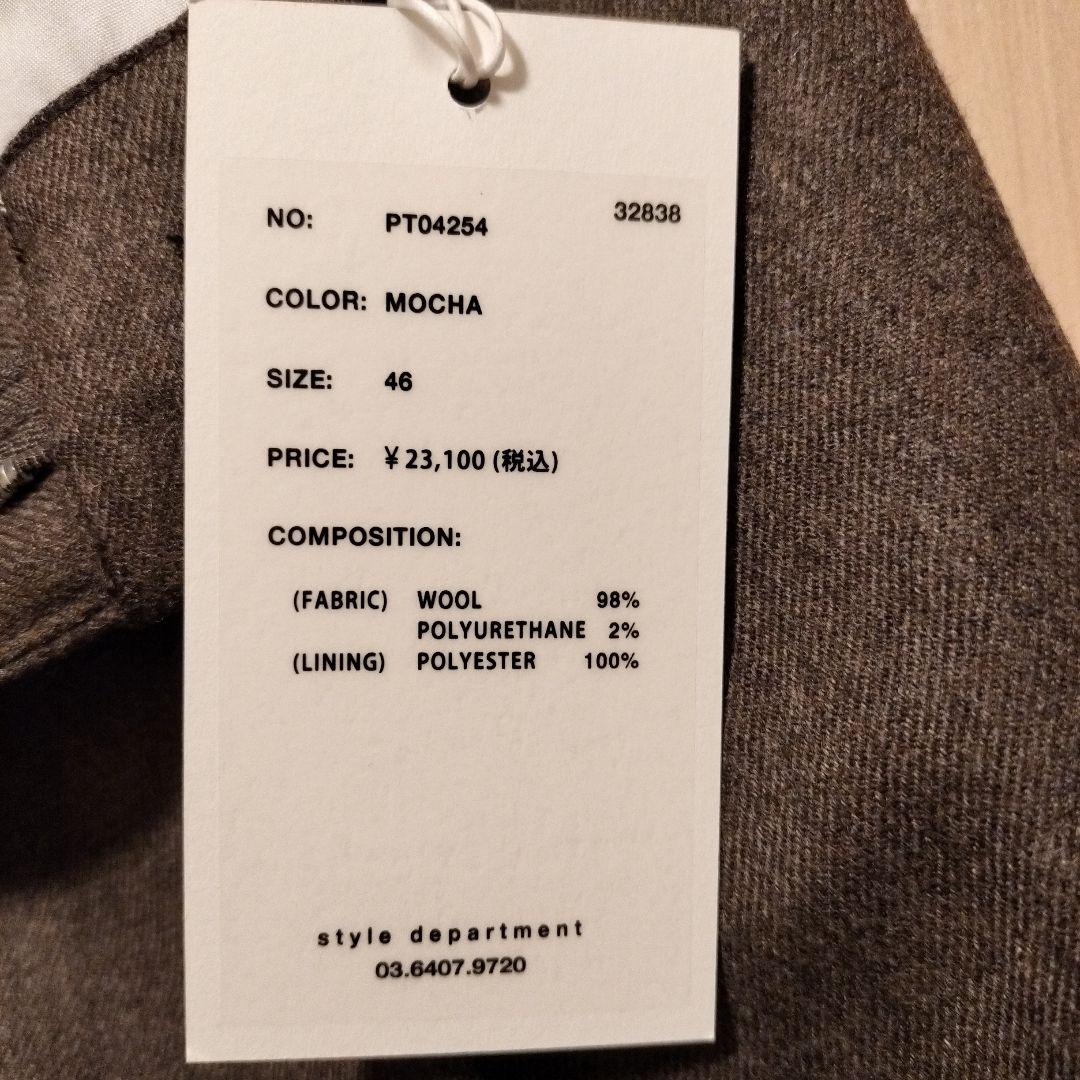 NO: PT04254 32838
COLOR: MOCHA
SIZE: 46
PRICE: ¥23,100 (税込)
COMPOSITION:
(FABRIC) WOOL 98%
POLYURETHANE 2%
(LINING) POLYESTER 100%
style department
03.6407.9720